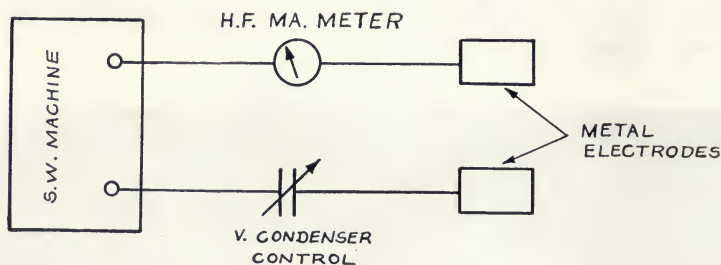 H.F. MA. METER
S.W. MACHINE
METAL
ELECTRODES
V. CONDENSER
CONTROL